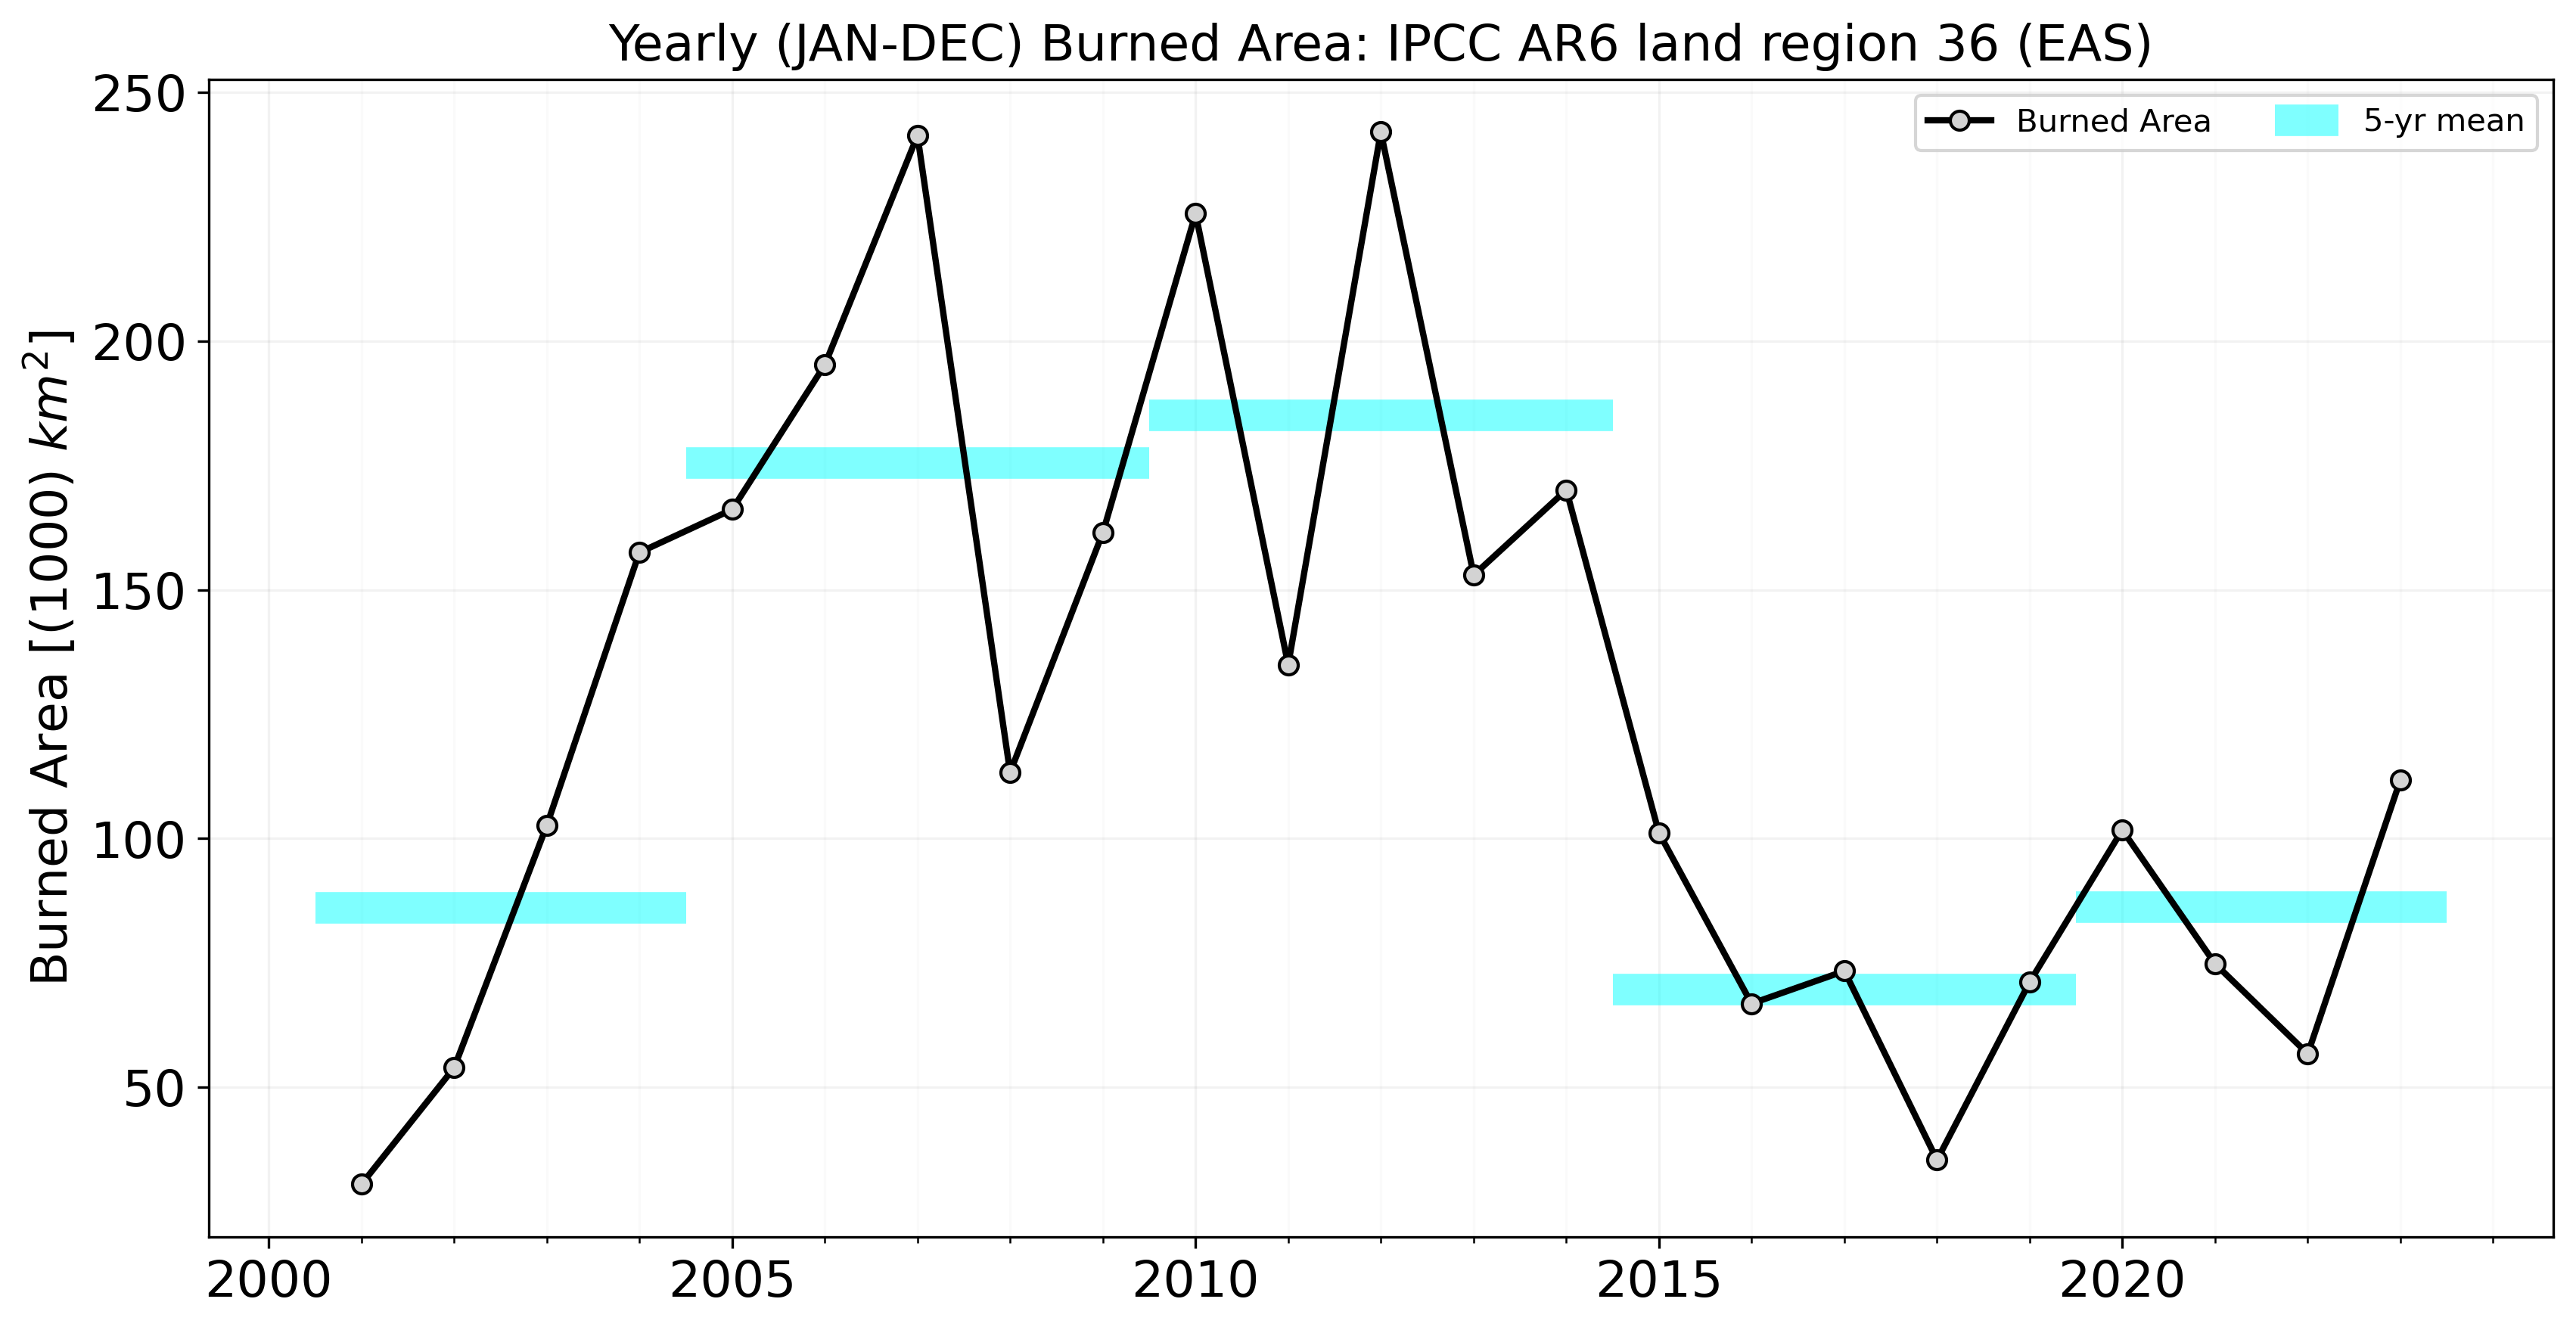 Yearly (JAN-DEC) Burned Area: IPCC AR6 land region 36 (EAS)
Burned Area
5-yr mean
Burned Area [(1000) km²]
250
200
150
100
50
2000
2005
2010
2015
2020